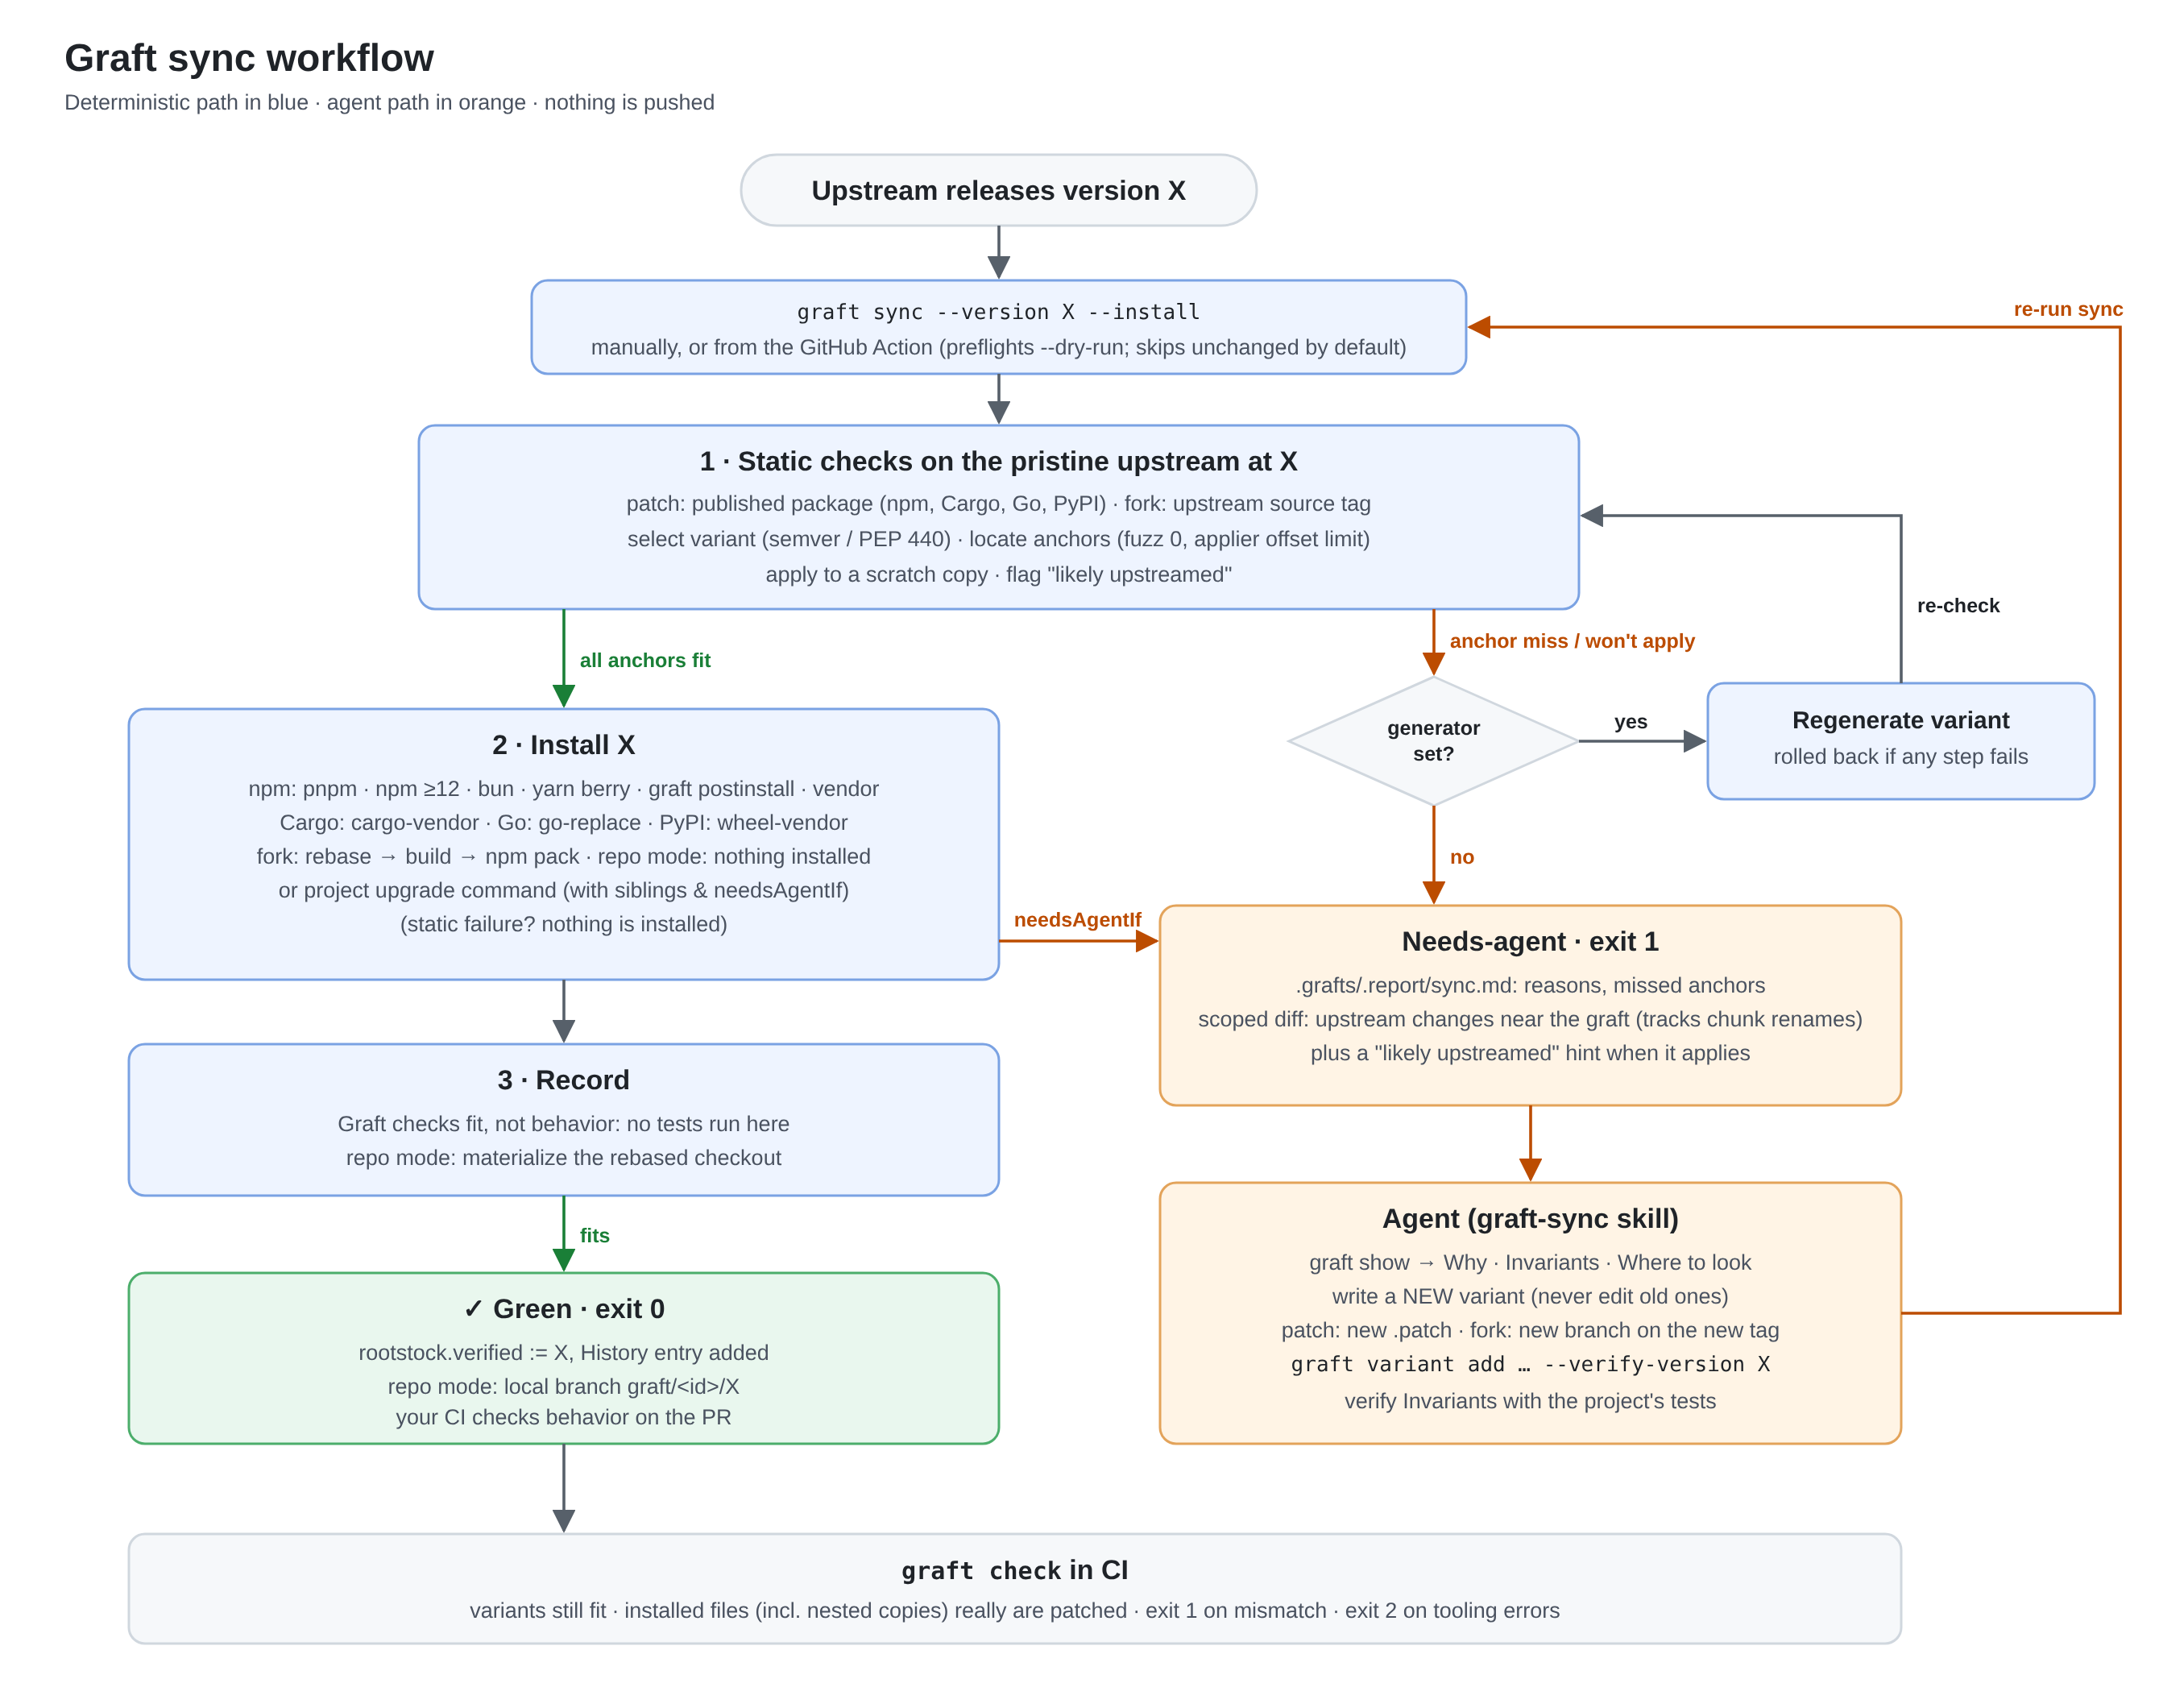 Graft sync workflow
Deterministic path in blue · agent path in orange · nothing is pushed
Upstream releases version X
graft sync --version X --install
manually, or from the GitHub Action (preflights --dry-run; skips unchanged by default)
re-run sync
1 · Static checks on the pristine upstream at X
patch: published package (npm, Cargo, Go, PyPI) · fork: upstream source tag
select variant (semver / PEP 440) · locate anchors (fuzz 0, applier offset limit)
apply to a scratch copy · flag "likely upstreamed"
re-check
all anchors fit
anchor miss / won't apply
generator
set?
yes
Regenerate variant
rolled back if any step fails
no
2 · Install X
npm: pnpm · npm ≥12 · bun · yarn berry · graft postinstall · vendor
Cargo: cargo-vendor · Go: go-replace · PyPI: wheel-vendor
fork: rebase → build → npm pack · repo mode: nothing installed
or project upgrade command (with siblings & needsAgentIf)
(static failure? nothing is installed)
needsAgentIf
Needs-agent · exit 1
.grafts/.report/sync.md: reasons, missed anchors
scoped diff: upstream changes near the graft (tracks chunk renames)
plus a "likely upstreamed" hint when it applies
3 · Record
Graft checks fit, not behavior: no tests run here
repo mode: materialize the rebased checkout
fits
Agent (graft-sync skill)
graft show → Why · Invariants · Where to look
write a NEW variant (never edit old ones)
patch: new .patch · fork: new branch on the new tag
graft variant add … --verify-version X
verify Invariants with the project's tests
✓ Green · exit 0
rootstock.verified := X, History entry added
repo mode: local branch graft/<id>/X
your CI checks behavior on the PR
graft check in CI
variants still fit · installed files (incl. nested copies) really are patched · exit 1 on mismatch · exit 2 on tooling errors